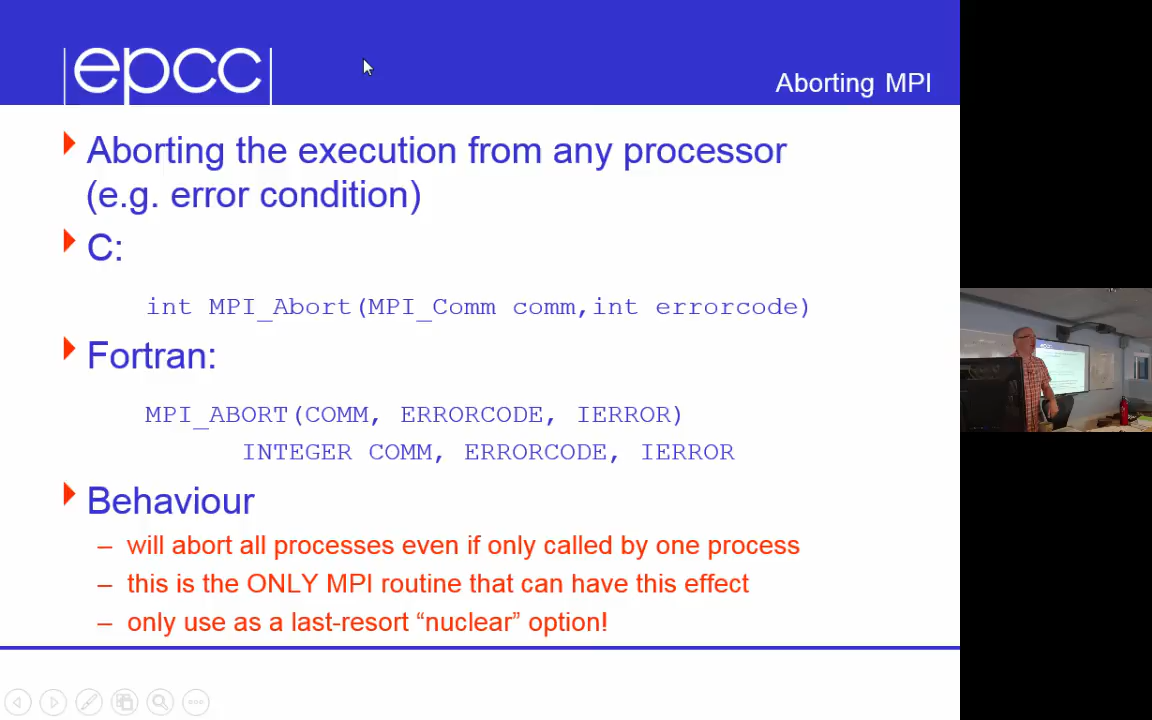 epcc
Aborting MPI
Aborting the execution from any processor
(e.g. error condition)
C:
int MPI_Abort(MPI_Comm comm,int errorcode)
Fortran:
MPI_ABORT(COMM, ERRORCODE, IERROR)
INTEGER COMM, ERRORCODE, IERROR
Behaviour
– will abort all processes even if only called by one process
– this is the ONLY MPI routine that can have this effect
– only use as a last-resort “nuclear” option!